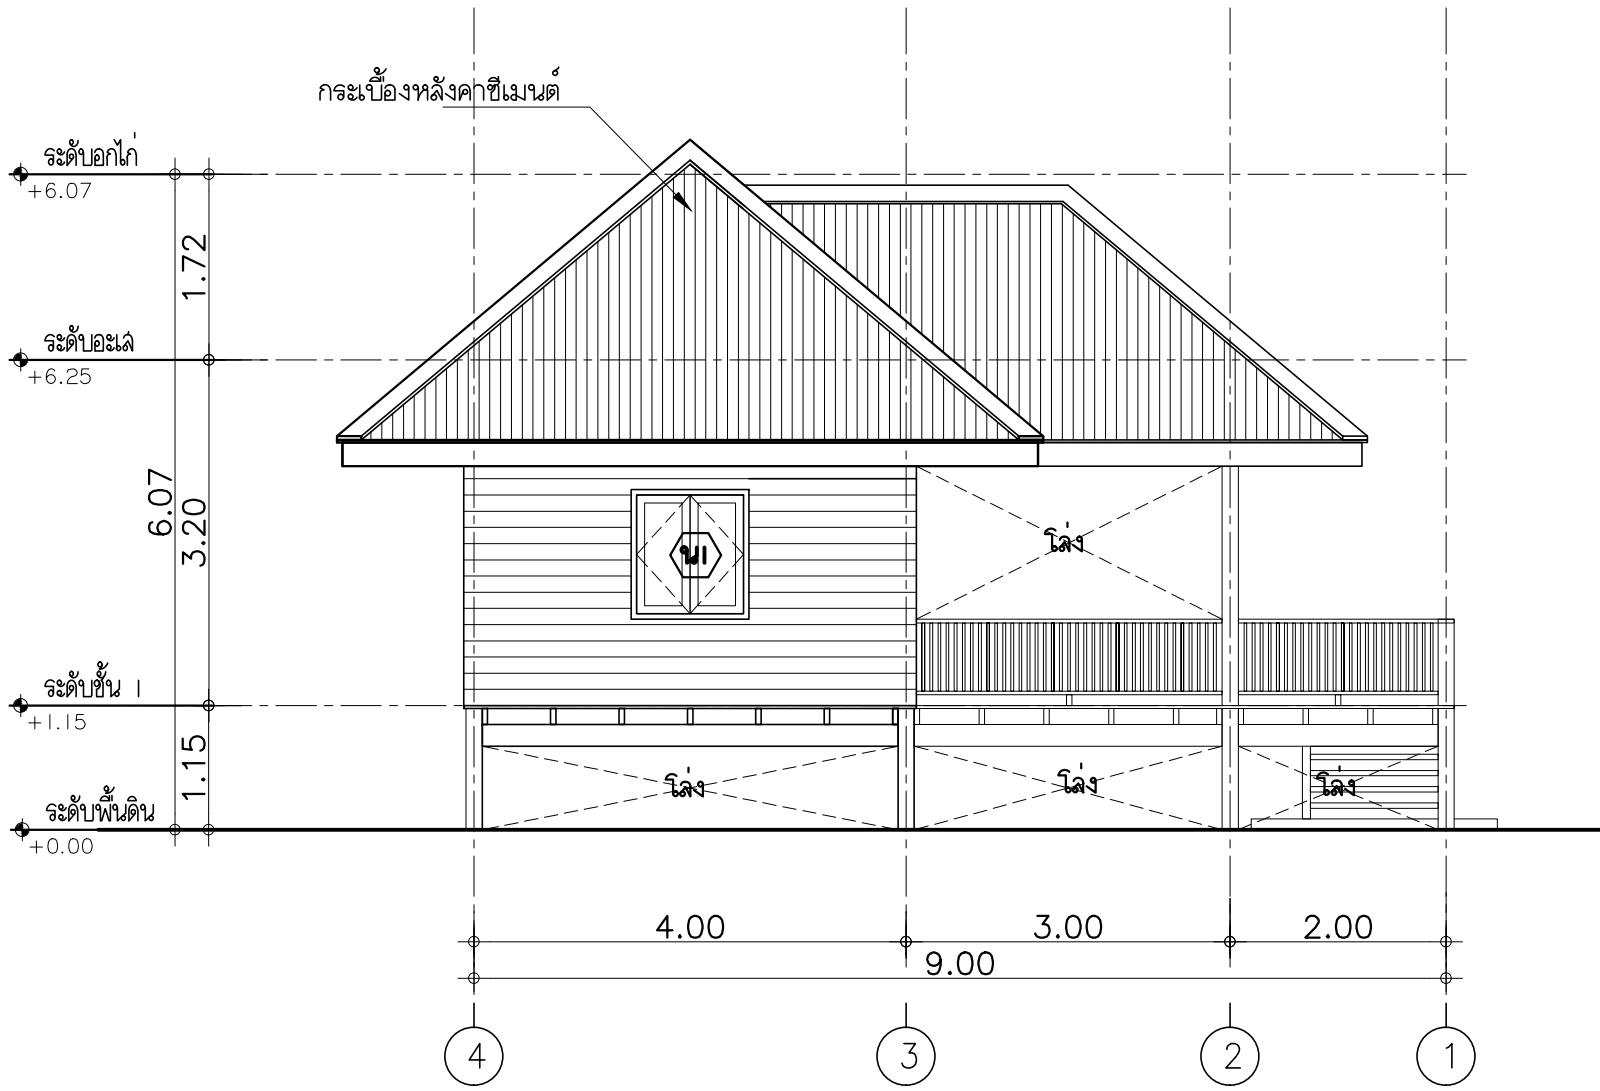 กระเบื้องหลังคาซีเมนต์
ระดับอกไก่
+6.07
1.72
ระดับอะเส
+6.25
6.07
3.20
น1
โล่ง
ระดับชั้น 1
+1.15
1.15
โล่ง
โล่ง
โล่ง
ระดับพื้นดิน
+0.00
4.00
3.00
2.00
9.00
4
3
2
1